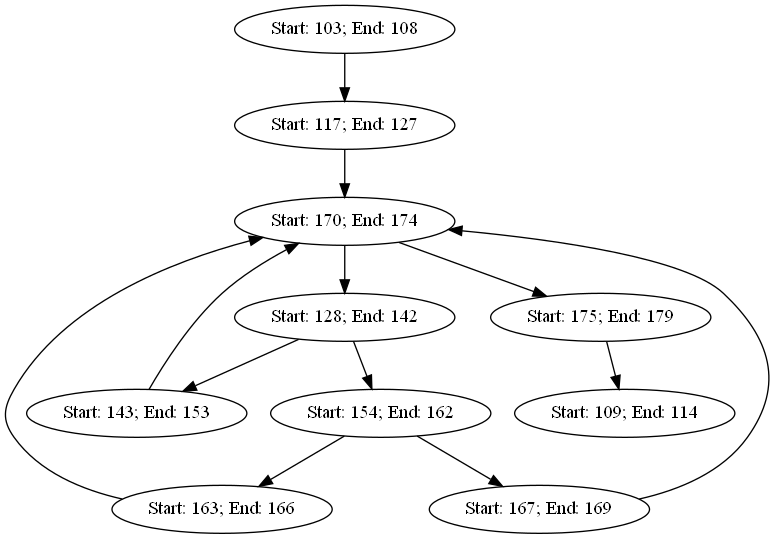 Start: 103; End: 108
Start: 117; End: 127
Start: 170; End: 174
Start: 128; End: 142
Start: 175; End: 179
Start: 143; End: 153
Start: 154; End: 162
Start: 109; End: 114
Start: 163; End: 166
Start: 167; End: 169